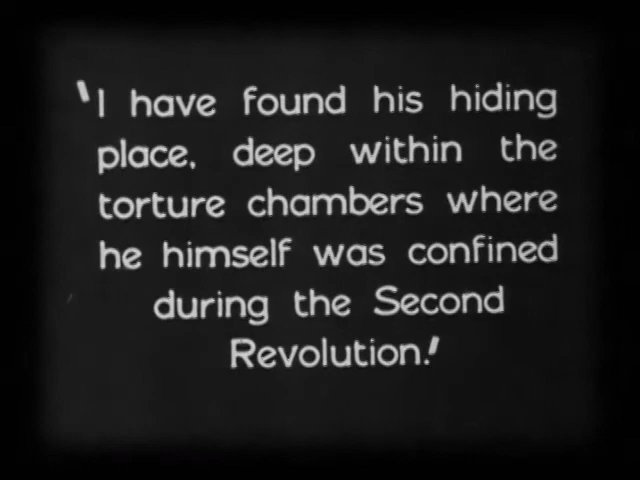 'I have found his hiding
place, deep within the
torture chambers where
he himself was confined
during the Second
Revolution.'